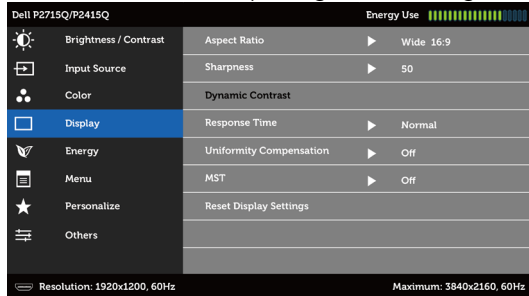 Dell P2715Q/P2415Q Energy Use
Brightness / Contrast Aspect Ratio Wide 16:9
Input Source Sharpness 50
Color Dynamic Contrast
Display Response Time Normal
Energy Uniformity Compensation Off
Menu MST Off
Personalize Reset Display Settings
Others
Resolution: 1920x1200, 60Hz Maximum: 3840x2160, 60Hz